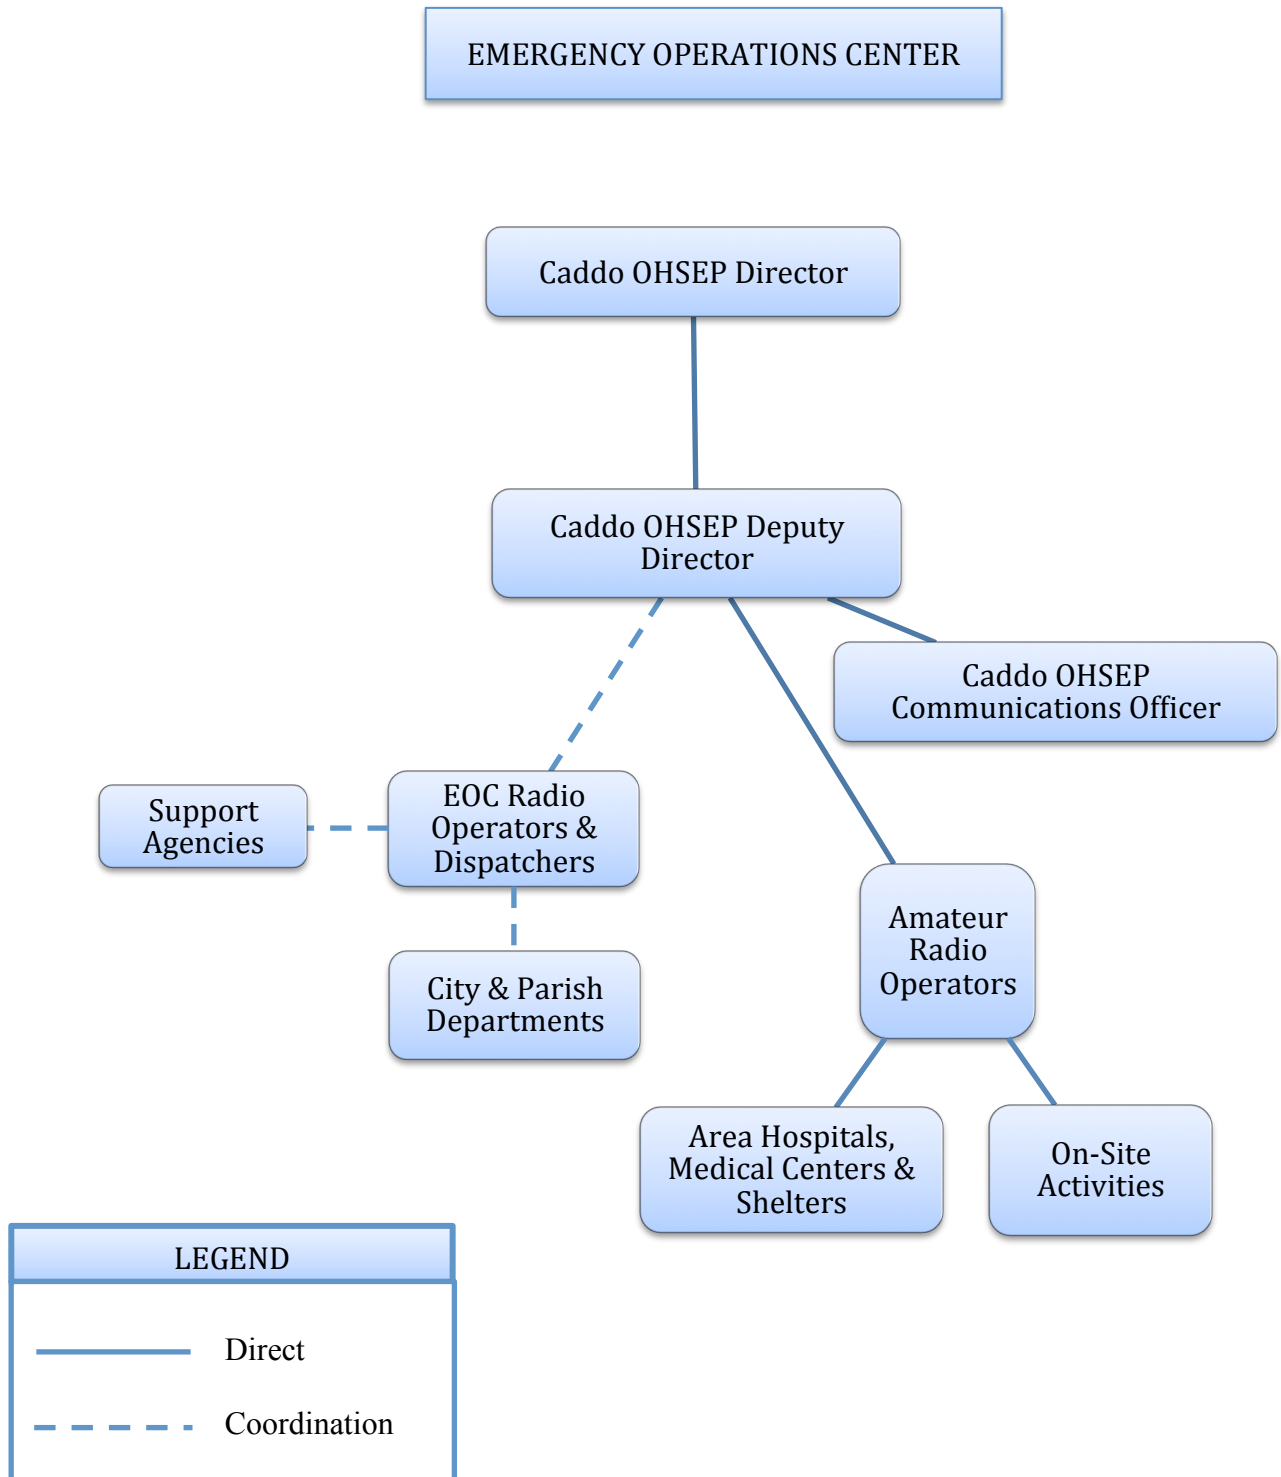 EMERGENCY OPERATIONS CENTER
Caddo OHSEP Director
Caddo OHSEP Deputy
Director
Caddo OHSEP
Communications Officer
Support
Agencies
EOC Radio
Operators &
Dispatchers
Amateur
Radio
Operators
City & Parish
Departments
Area Hospitals,
Medical Centers &
Shelters
On-Site
Activities
LEGEND
Direct
Coordination